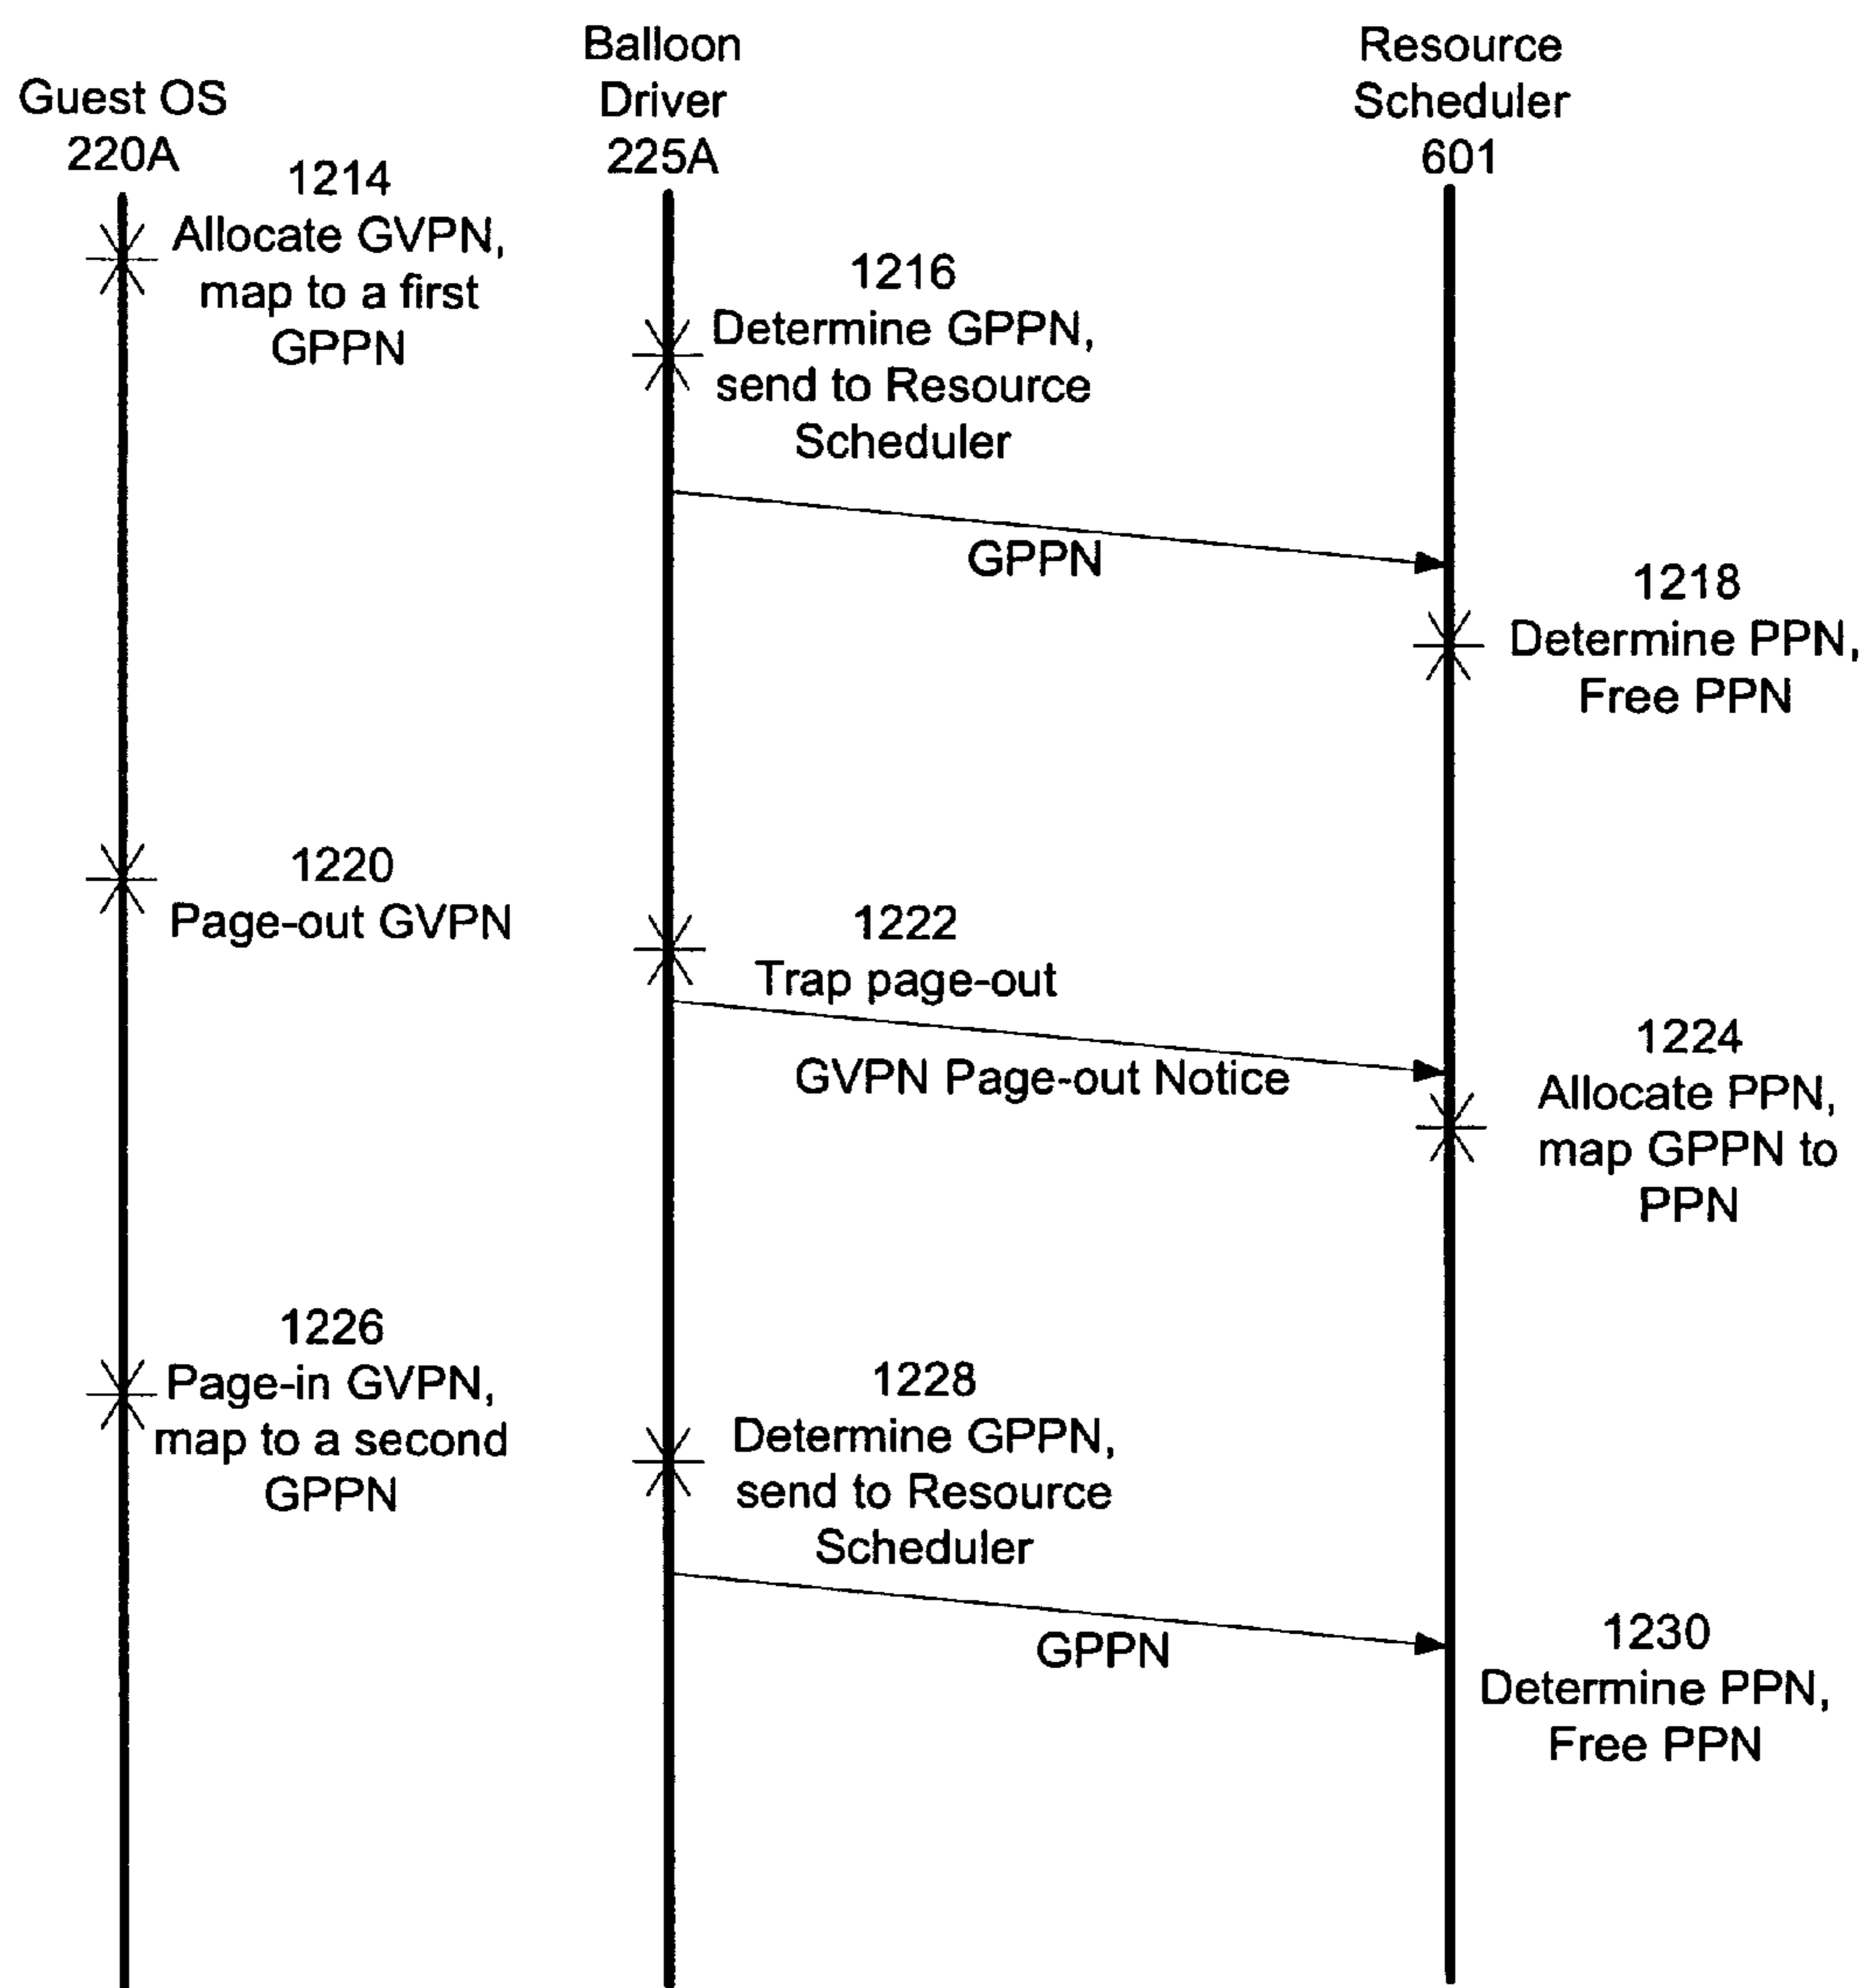 Guest OS
220A
Balloon
Driver
225A
Resource
Scheduler
601
1214
Allocate GVPN,
map to a first
GPPN
1216
Determine GPPN,
send to Resource
Scheduler
GPPN
1218
Determine PPN,
Free PPN
1220
Page-out GVPN
1222
Trap page-out
GVPN Page-out Notice
1224
Allocate PPN,
map GPPN to
PPN
1226
Page-in GVPN,
map to a second
GPPN
1228
Determine GPPN,
send to Resource
Scheduler
GPPN
1230
Determine PPN,
Free PPN